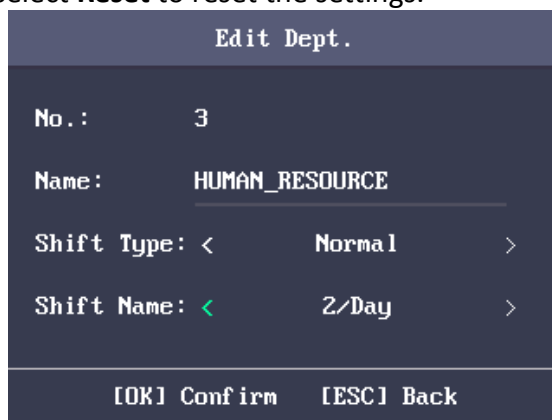 select Reset to reset the settings.
Edit Dept.
No.: 3
Name: HUMAN_RESOURCE
Shift Type: < Normal >
Shift Name: < 2/Day >
[OK] Confirm [ESC] Back